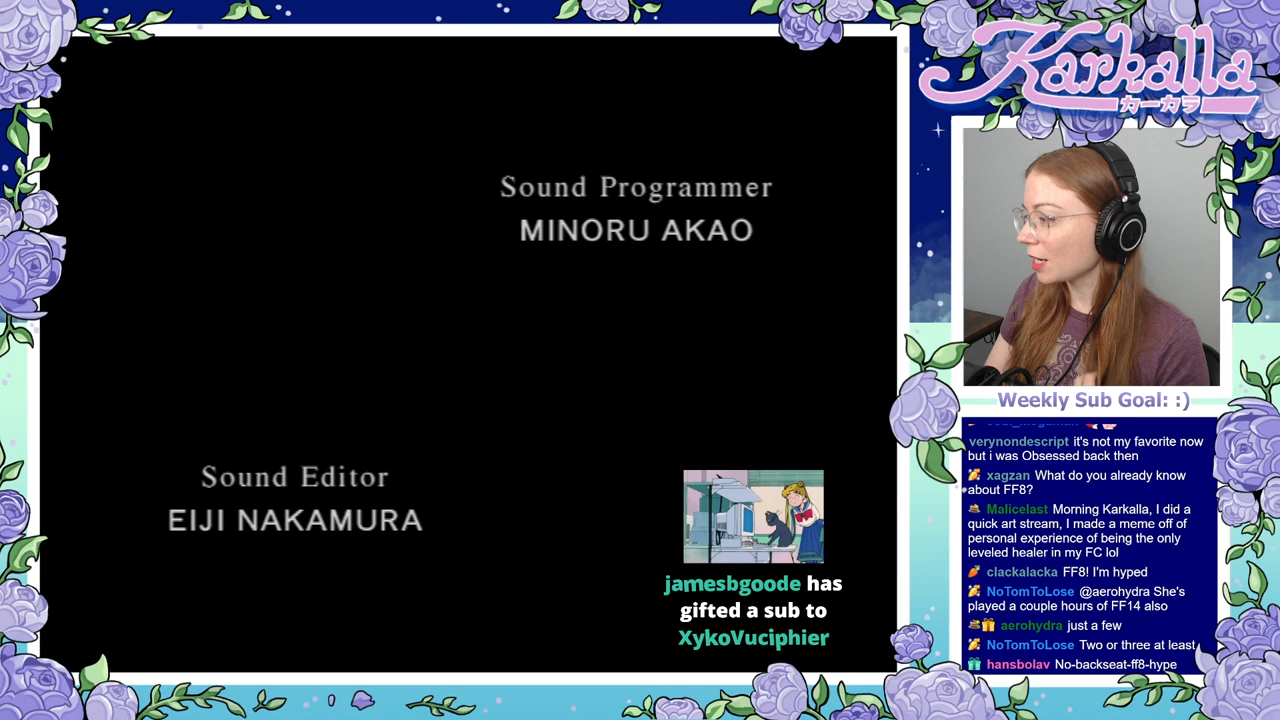 Karkalla
カーカラ
Sound Programmer
MINORU AKAO
Sound Editor
EIJI NAKAMURA
jamesbgoode has
gifted a sub to
XykoVuciphier
Weekly Sub Goal: :)
verynondescript it's not my favorite now
but i was Obsessed back then
xagzan What do you already know
about FF8?
Malicelast Morning Karkalla, I did a
quick art stream, I made a meme off of
personal experience of being the only
leveled healer in my FC lol
clackalacka FF8! I'm hyped
NoTomToLose @aerohydra She's
played a couple hours of FF14 also
aerohydra just a few
NoTomToLose Two or three at least
hansbolav No-backseat-ff8-hype